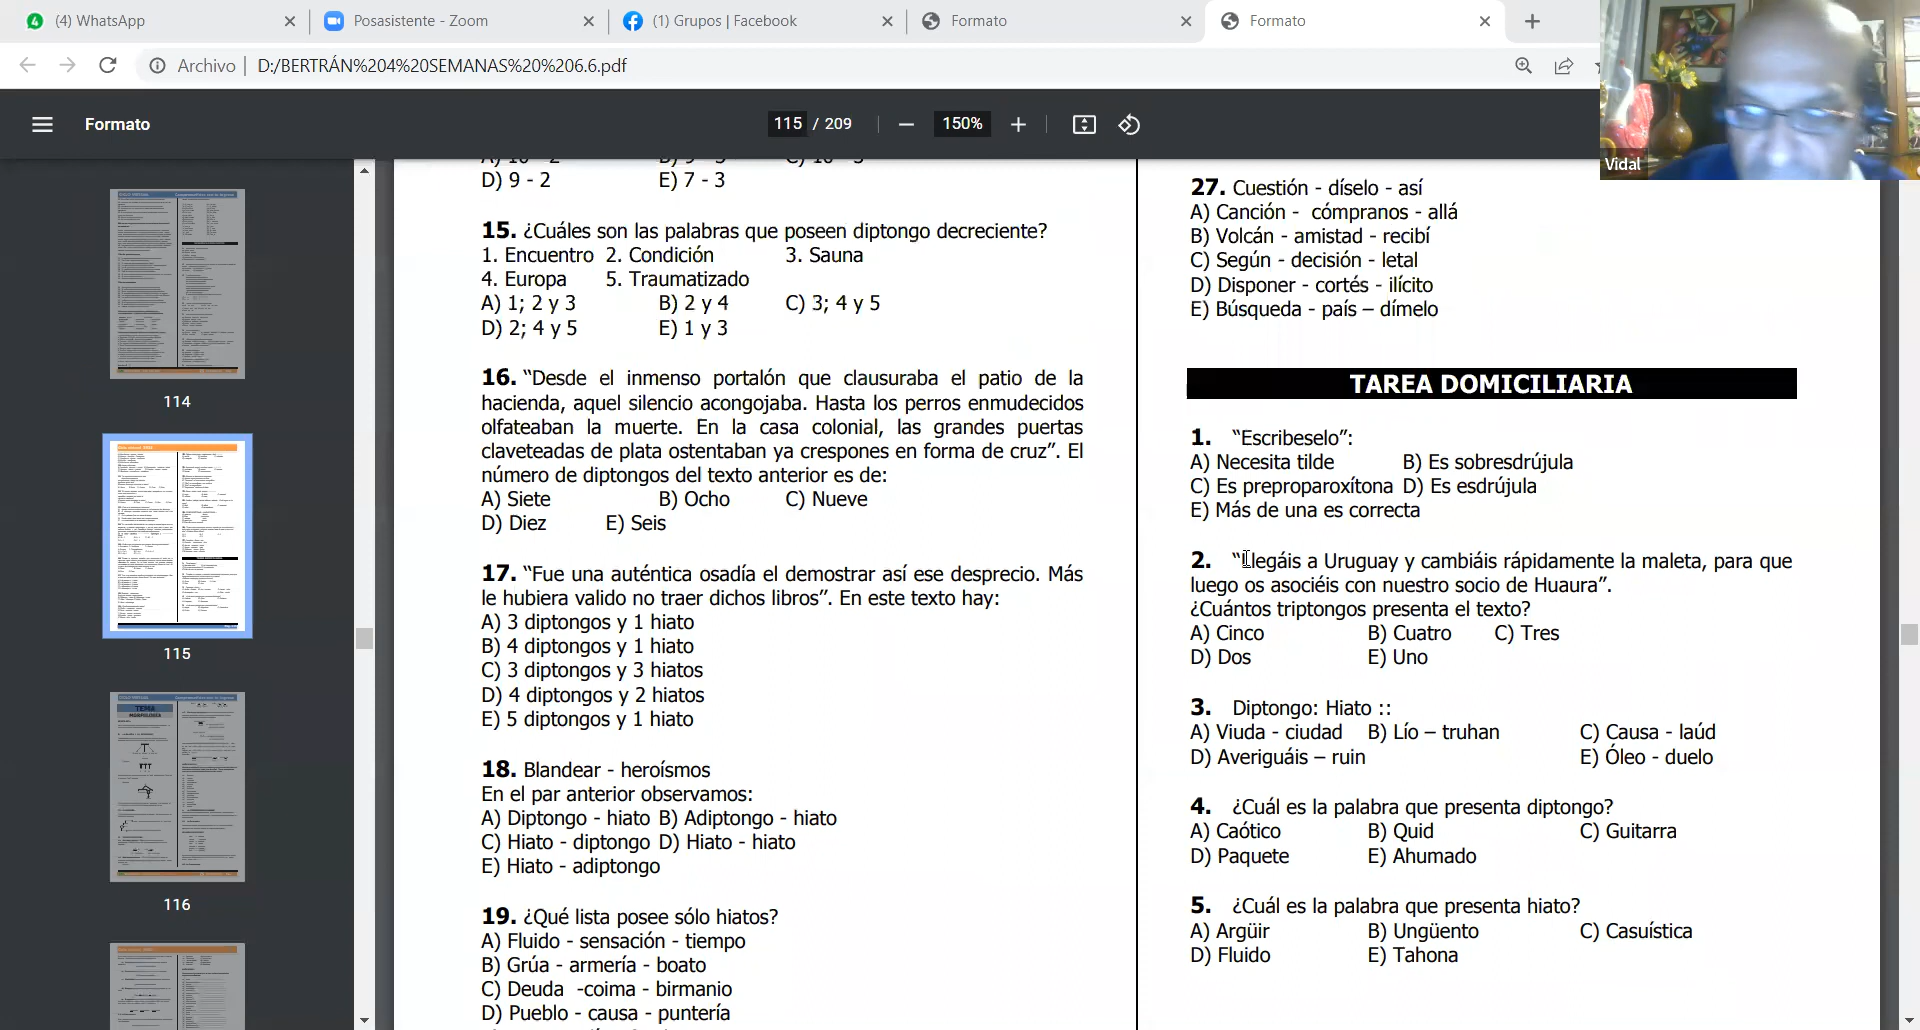 (4) WhatsApp
Posasistente - Zoom
(1) Grupos | Facebook
Formato
Formato
Archivo
D:/BERTRÁN%204%20SEMANAS%20%206.6.pdf
Formato
115 / 209
150%
Vidal
114
115
116
D) 9 - 2 E) 7 - 3
15. ¿Cuáles son las palabras que poseen diptongo decreciente?
1. Encuentro 2. Condición 3. Sauna
4. Europa 5. Traumatizado
A) 1; 2 y 3 B) 2 y 4 C) 3; 4 y 5
D) 2; 4 y 5 E) 1 y 3
16. “Desde el inmenso portalón que clausuraba el patio de la
hacienda, aquel silencio acongojaba. Hasta los perros enmudecidos
olfateaban la muerte. En la casa colonial, las grandes puertas
claveteadas de plata ostentaban ya crespones en forma de cruz”. El
número de diptongos del texto anterior es de:
A) Siete B) Ocho C) Nueve
D) Diez E) Seis
17. “Fue una auténtica osadía el demostrar así ese desprecio. Más
le hubiera valido no traer dichos libros”. En este texto hay:
A) 3 diptongos y 1 hiato
B) 4 diptongos y 1 hiato
C) 3 diptongos y 3 hiatos
D) 4 diptongos y 2 hiatos
E) 5 diptongos y 1 hiato
18. Blandear - heroísmos
En el par anterior observamos:
A) Diptongo - hiato B) Adiptongo - hiato
C) Hiato - diptongo D) Hiato - hiato
E) Hiato - adiptongo
19. ¿Qué lista posee sólo hiatos?
A) Fluido - sensación - tiempo
B) Grúa - armería - boato
C) Deuda -coima - birmanio
D) Pueblo - causa - puntería
27. Cuestión - díselo - así
A) Canción - cómpranos - allá
B) Volcán - amistad - recibí
C) Según - decisión - letal
D) Disponer - cortés - ilícito
E) Búsqueda - país – dímelo
TAREA DOMICILIARIA
1. “Escribeselo”:
A) Necesita tilde B) Es sobresdrújula
C) Es preproparoxítona D) Es esdrújula
E) Más de una es correcta
2. “Llegáis a Uruguay y cambiáis rápidamente la maleta, para que
luego os asociéis con nuestro socio de Huaura”.
¿Cuántos triptongos presenta el texto?
A) Cinco B) Cuatro C) Tres
D) Dos E) Uno
3. Diptongo: Hiato ::
A) Viuda - ciudad B) Lío – truhan C) Causa - laúd
D) Averiguáis – ruin E) Óleo - duelo
4. ¿Cuál es la palabra que presenta diptongo?
A) Caótico B) Quid C) Guitarra
D) Paquete E) Ahumado
5. ¿Cuál es la palabra que presenta hiato?
A) Argüir B) Ungüento C) Casuística
D) Fluido E) Tahona